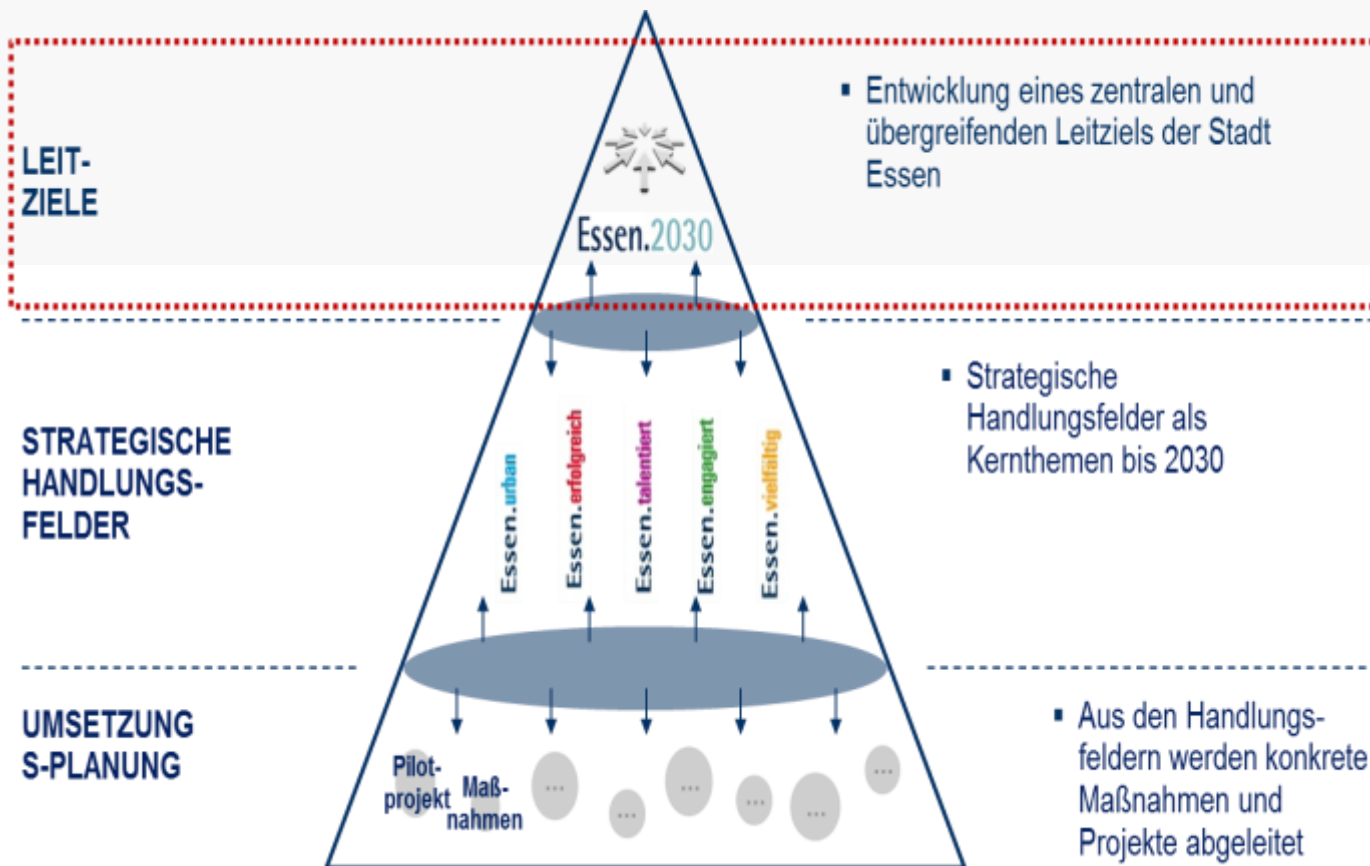 LEIT-
ZIELE
Essen.2030
▪ Entwicklung eines zentralen und
übergreifenden Leitziels der Stadt
Essen
STRATEGISCHE
HANDLUNGS-
FELDER
Essen.urban
Essen.erfolgreich
Essen.talentiert
Essen.engagiert
Essen.vielfältig
▪ Strategische
Handlungsfelder als
Kernthemen bis 2030
UMSETZUNG
S-PLANUNG
Pilot-
projekt
Maß-
nahmen
...
...
...
...
...
...
▪ Aus den Handlungs-
feldern werden konkrete
Maßnahmen und
Projekte abgeleitet